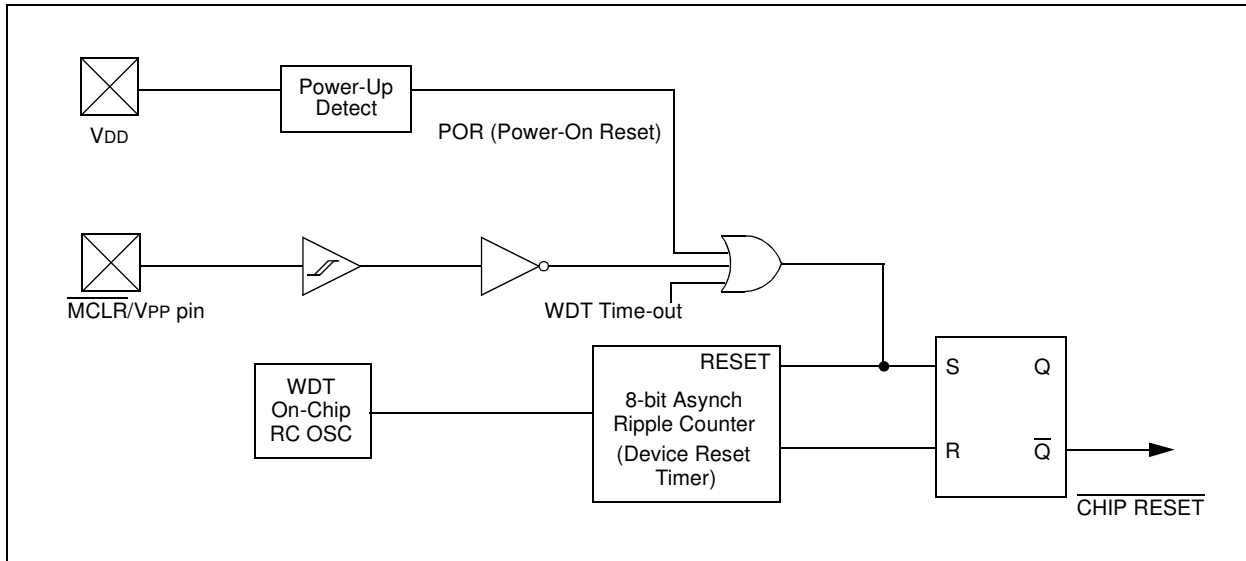 Power-Up
Detect
VDD
POR (Power-On Reset)
MCLR/VPP pin
WDT Time-out
RESET
WDT
On-Chip
RC OSC
8-bit Asynch
Ripple Counter
(Device Reset
Timer)
S Q
R Q
CHIP RESET